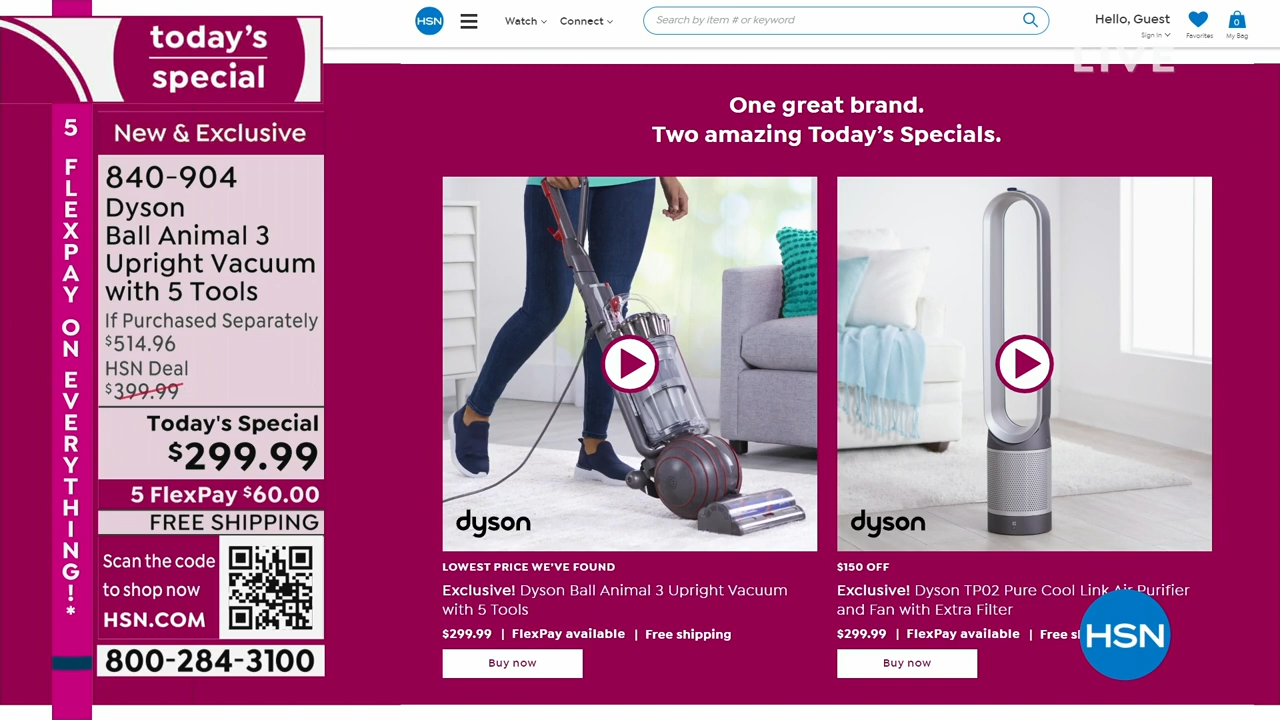 today's
special
5 FLEXPAY ON EVERYTHING!*
New & Exclusive
840-904
Dyson
Ball Animal 3
Upright Vacuum
with 5 Tools
If Purchased Separately
$514.96
HSN Deal
$399.99
Today's Special
$299.99
5 FlexPay $60.00
FREE SHIPPING
Scan the code
to shop now
HSN.COM
800-284-3100
HSN
Watch
Connect
Search by item # or keyword
Hello, Guest
Sign in
Favorites
0
My Bag
LIVE
One great brand.
Two amazing Today's Specials.
dyson
LOWEST PRICE WE'VE FOUND
Exclusive! Dyson Ball Animal 3 Upright Vacuum
with 5 Tools
$299.99 | FlexPay available | Free shipping
Buy now
dyson
$150 OFF
Exclusive! Dyson TP02 Pure Cool Link Air Purifier
and Fan with Extra Filter
$299.99 | FlexPay available | Free
Buy now
HSN